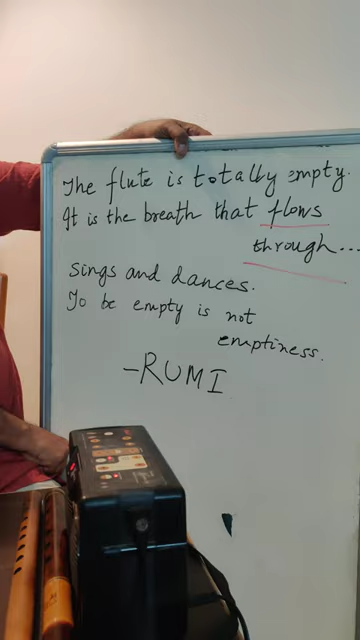 The flute is totally empty.
It is the breath that flows
through...
sings and dances.
To be empty is not
emptiness.
-RUMI